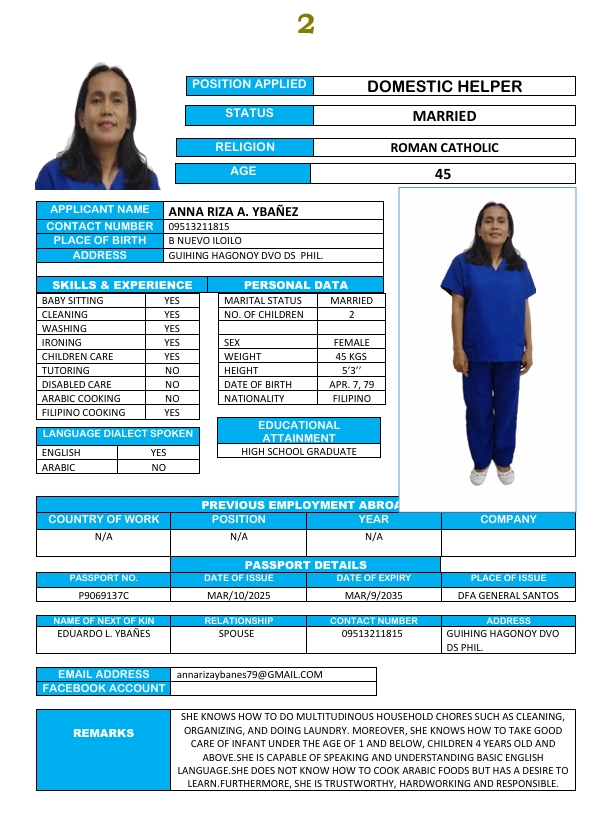 2
POSITION APPLIED DOMESTIC HELPER
STATUS MARRIED
RELIGION ROMAN CATHOLIC
AGE 45
APPLICANT NAME ANNA RIZA A. YBAÑEZ
CONTACT NUMBER 09513211815
PLACE OF BIRTH B NUEVO ILOILO
ADDRESS GUIHING HAGONOY DVO DS PHIL.
SKILLS & EXPERIENCE PERSONAL DATA
BABY SITTING YES MARITAL STATUS MARRIED
CLEANING YES NO. OF CHILDREN 2
WASHING YES
IRONING YES SEX FEMALE
CHILDREN CARE YES WEIGHT 45 KGS
TUTORING NO HEIGHT 5'3''
DISABLED CARE NO DATE OF BIRTH APR. 7, 79
ARABIC COOKING NO NATIONALITY FILIPINO
FILIPINO COOKING YES
EDUCATIONAL
ATTAINMENT
HIGH SCHOOL GRADUATE
LANGUAGE DIALECT SPOKEN
ENGLISH YES
ARABIC NO
PREVIOUS EMPLOYMENT ABROA
COUNTRY OF WORK POSITION YEAR COMPANY
N/A N/A N/A
PASSPORT DETAILS
PASSPORT NO. DATE OF ISSUE DATE OF EXPIRY PLACE OF ISSUE
P9069137C MAR/10/2025 MAR/9/2035 DFA GENERAL SANTOS
NAME OF NEXT OF KIN RELATIONSHIP CONTACT NUMBER ADDRESS
EDUARDO L. YBAÑES SPOUSE 09513211815 GUIHING HAGONOY DVO
DS PHIL.
EMAIL ADDRESS annarizaybanes79@GMAIL.COM
FACEBOOK ACCOUNT
REMARKS
SHE KNOWS HOW TO DO MULTITUDINOUS HOUSEHOLD CHORES SUCH AS CLEANING,
ORGANIZING, AND DOING LAUNDRY. MOREOVER, SHE KNOWS HOW TO TAKE GOOD
CARE OF INFANT UNDER THE AGE OF 1 AND BELOW, CHILDREN 4 YEARS OLD AND
ABOVE.SHE IS CAPABLE OF SPEAKING AND UNDERSTANDING BASIC ENGLISH
LANGUAGE.SHE DOES NOT KNOW HOW TO COOK ARABIC FOODS BUT HAS A DESIRE TO
LEARN.FURTHERMORE, SHE IS TRUSTWORTHY, HARDWORKING AND RESPONSIBLE.